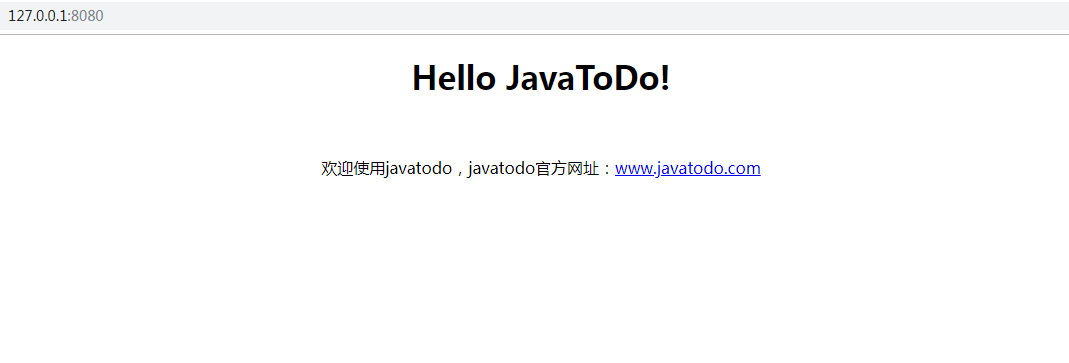 127.0.0.1:8080
Hello JavaToDo!
欢迎使用javatodo，javatodo官方网址：www.javatodo.com